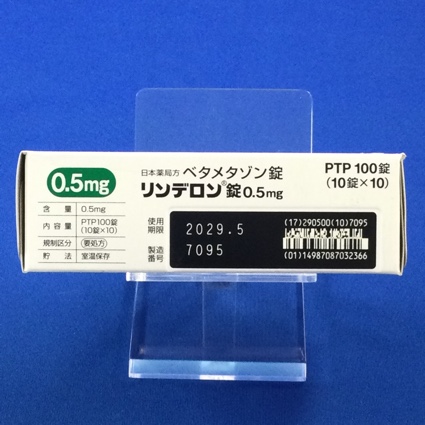 日本薬局方 ベタメタゾン錠
リンデロン®錠0.5mg
PTP 100錠
(10錠×10)
0.5mg
含 量 0.5mg
内容量 PTP100錠
(10錠×10)
規制区分 要処方
貯 法 室温保存
使用
期限 2029.5
製造
番号 7095
(17)290500(10)7095
(01)14987087032366